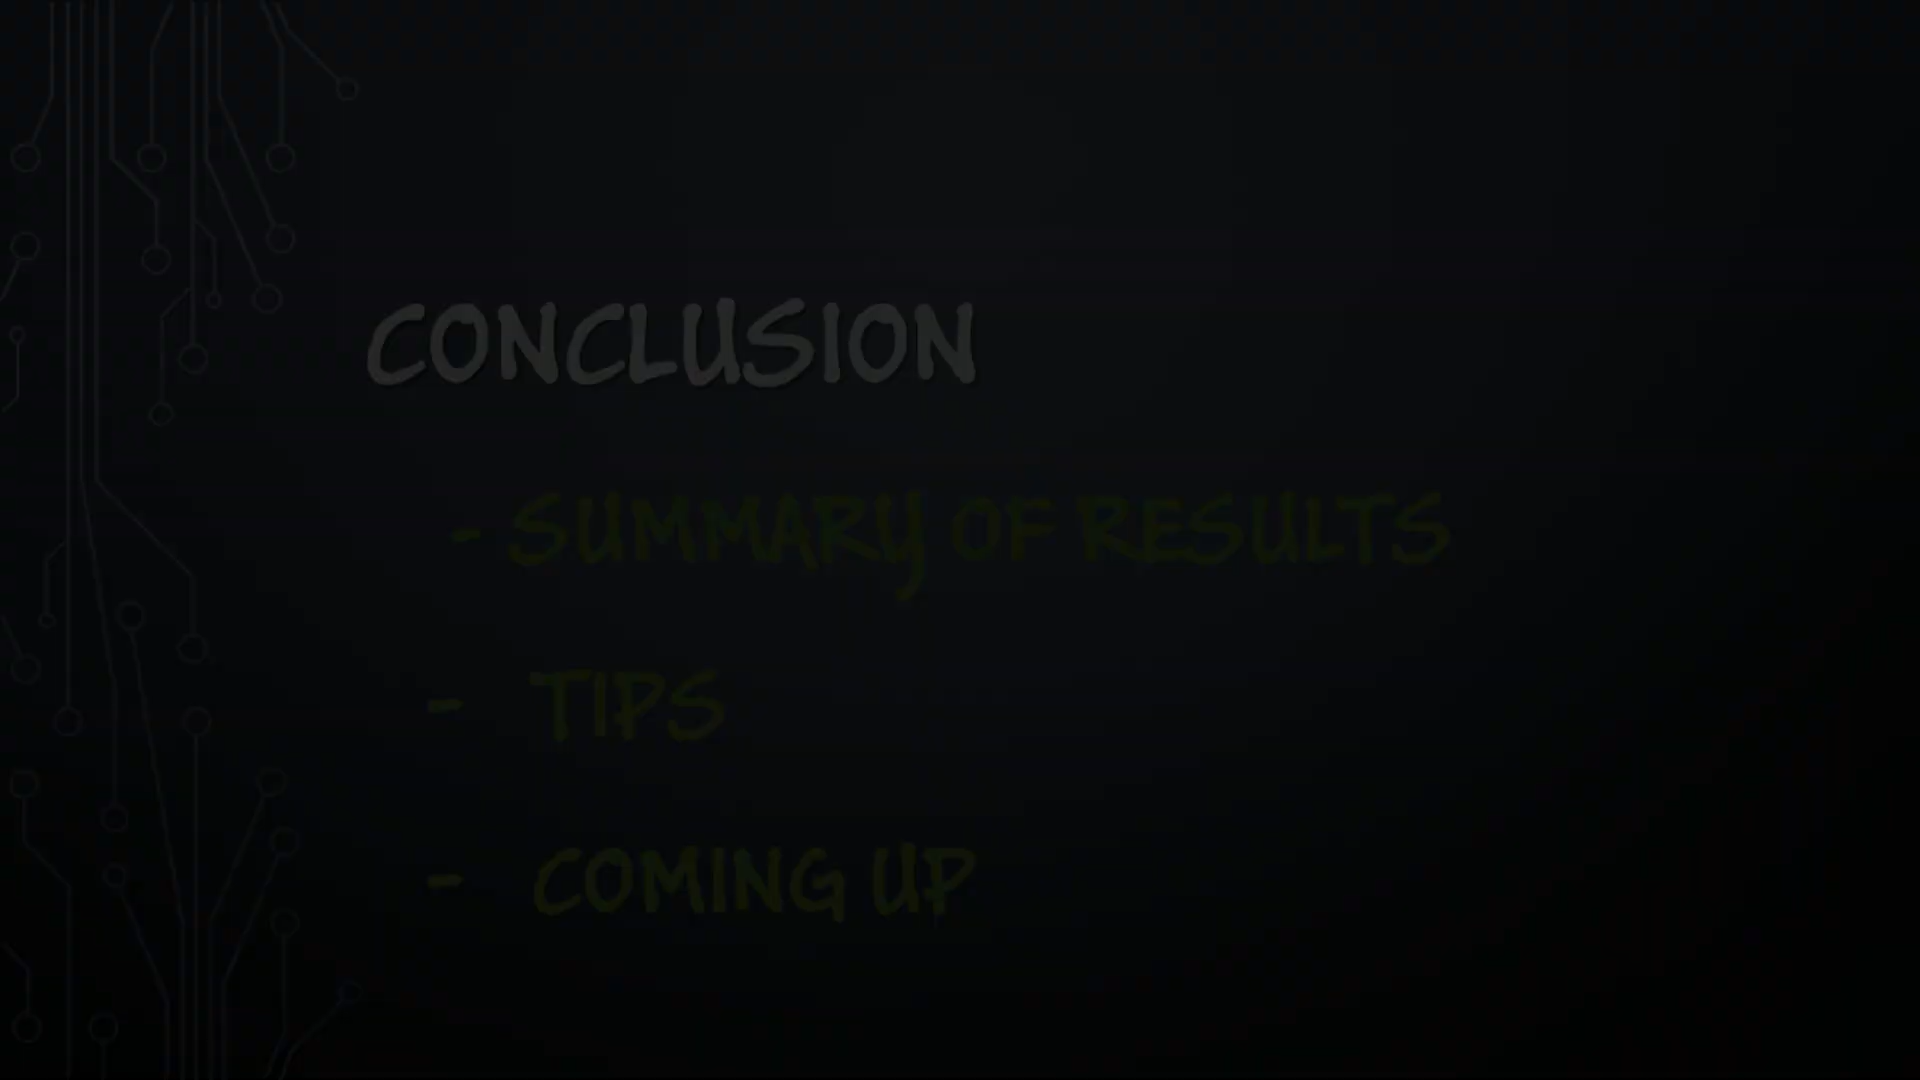 CONCLUSION
- SUMMARY OF RESULTS
- TIPS
- COMING UP